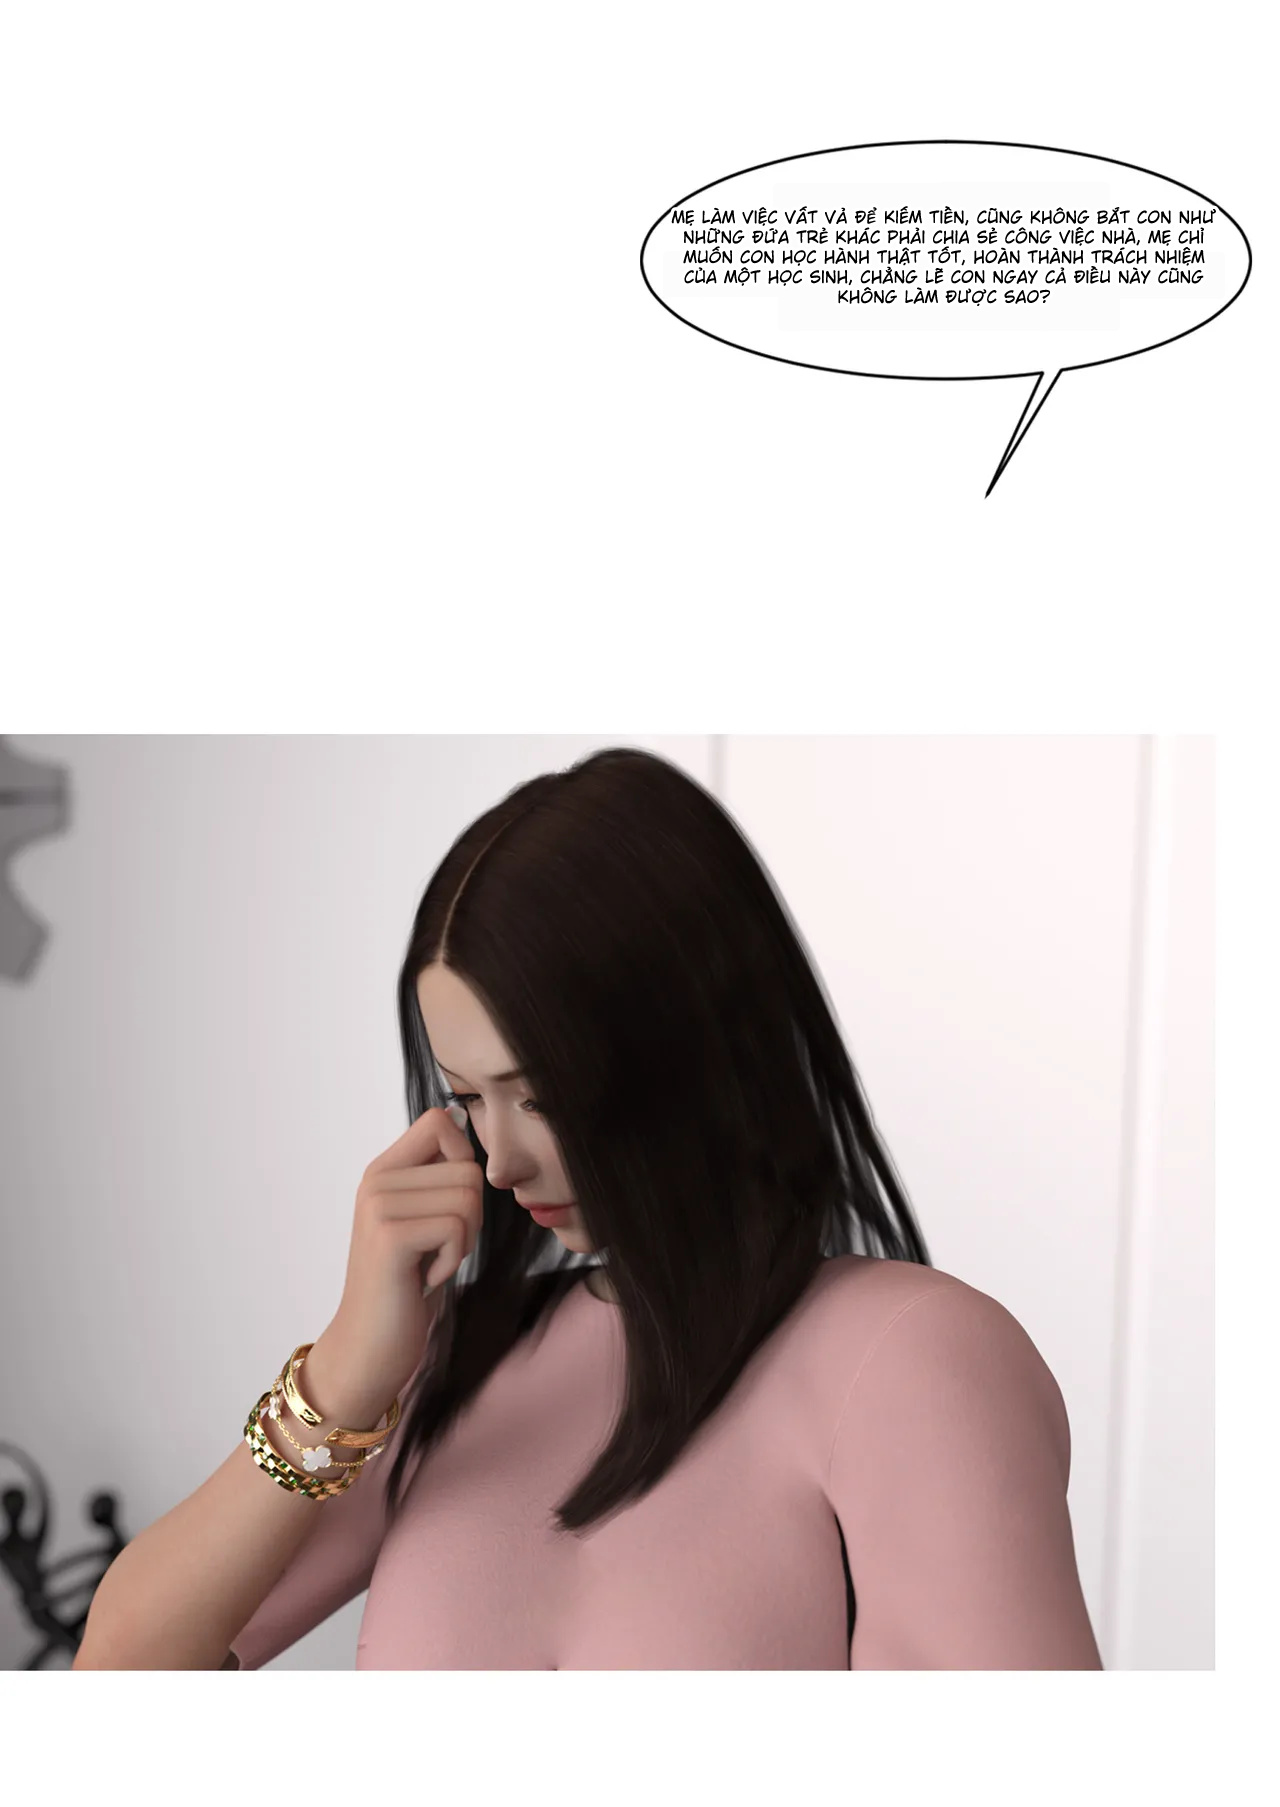 MẸ LÀM VIỆC VẤT VẢ ĐỂ KIẾM TIỀN, CŨNG KHÔNG BẮT CON NHƯ
NHỮNG ĐỨA TRẺ KHÁC PHẢI CHIA SẺ CÔNG VIỆC NHÀ, MẸ CHỈ
MUỐN CON HỌC HÀNH THẬT TỐT, HOÀN THÀNH TRÁCH NHIỆM
CỦA MỘT HỌC SINH, CHẲNG LẼ CON NGAY CẢ ĐIỀU NÀY CŨNG
KHÔNG LÀM ĐƯỢC SAO?